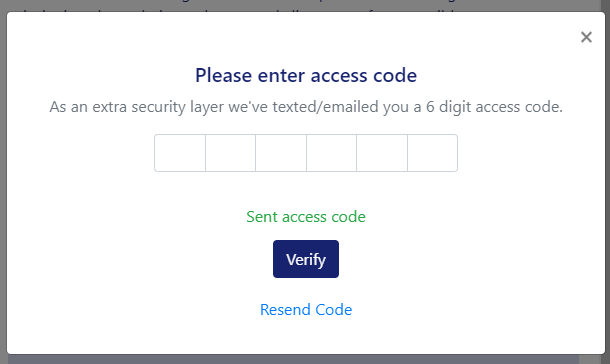 ×
Please enter access code
As an extra security layer we've texted/emailed you a 6 digit access code.
Sent access code
Verify
Resend Code